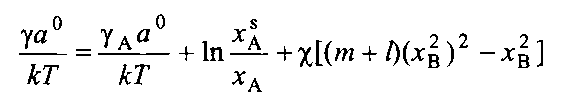 γa⁰/kT = γ_A a⁰/kT + ln x_A^s/x_A + χ[(m + l)(x_B^2)^2 − x_B^2]